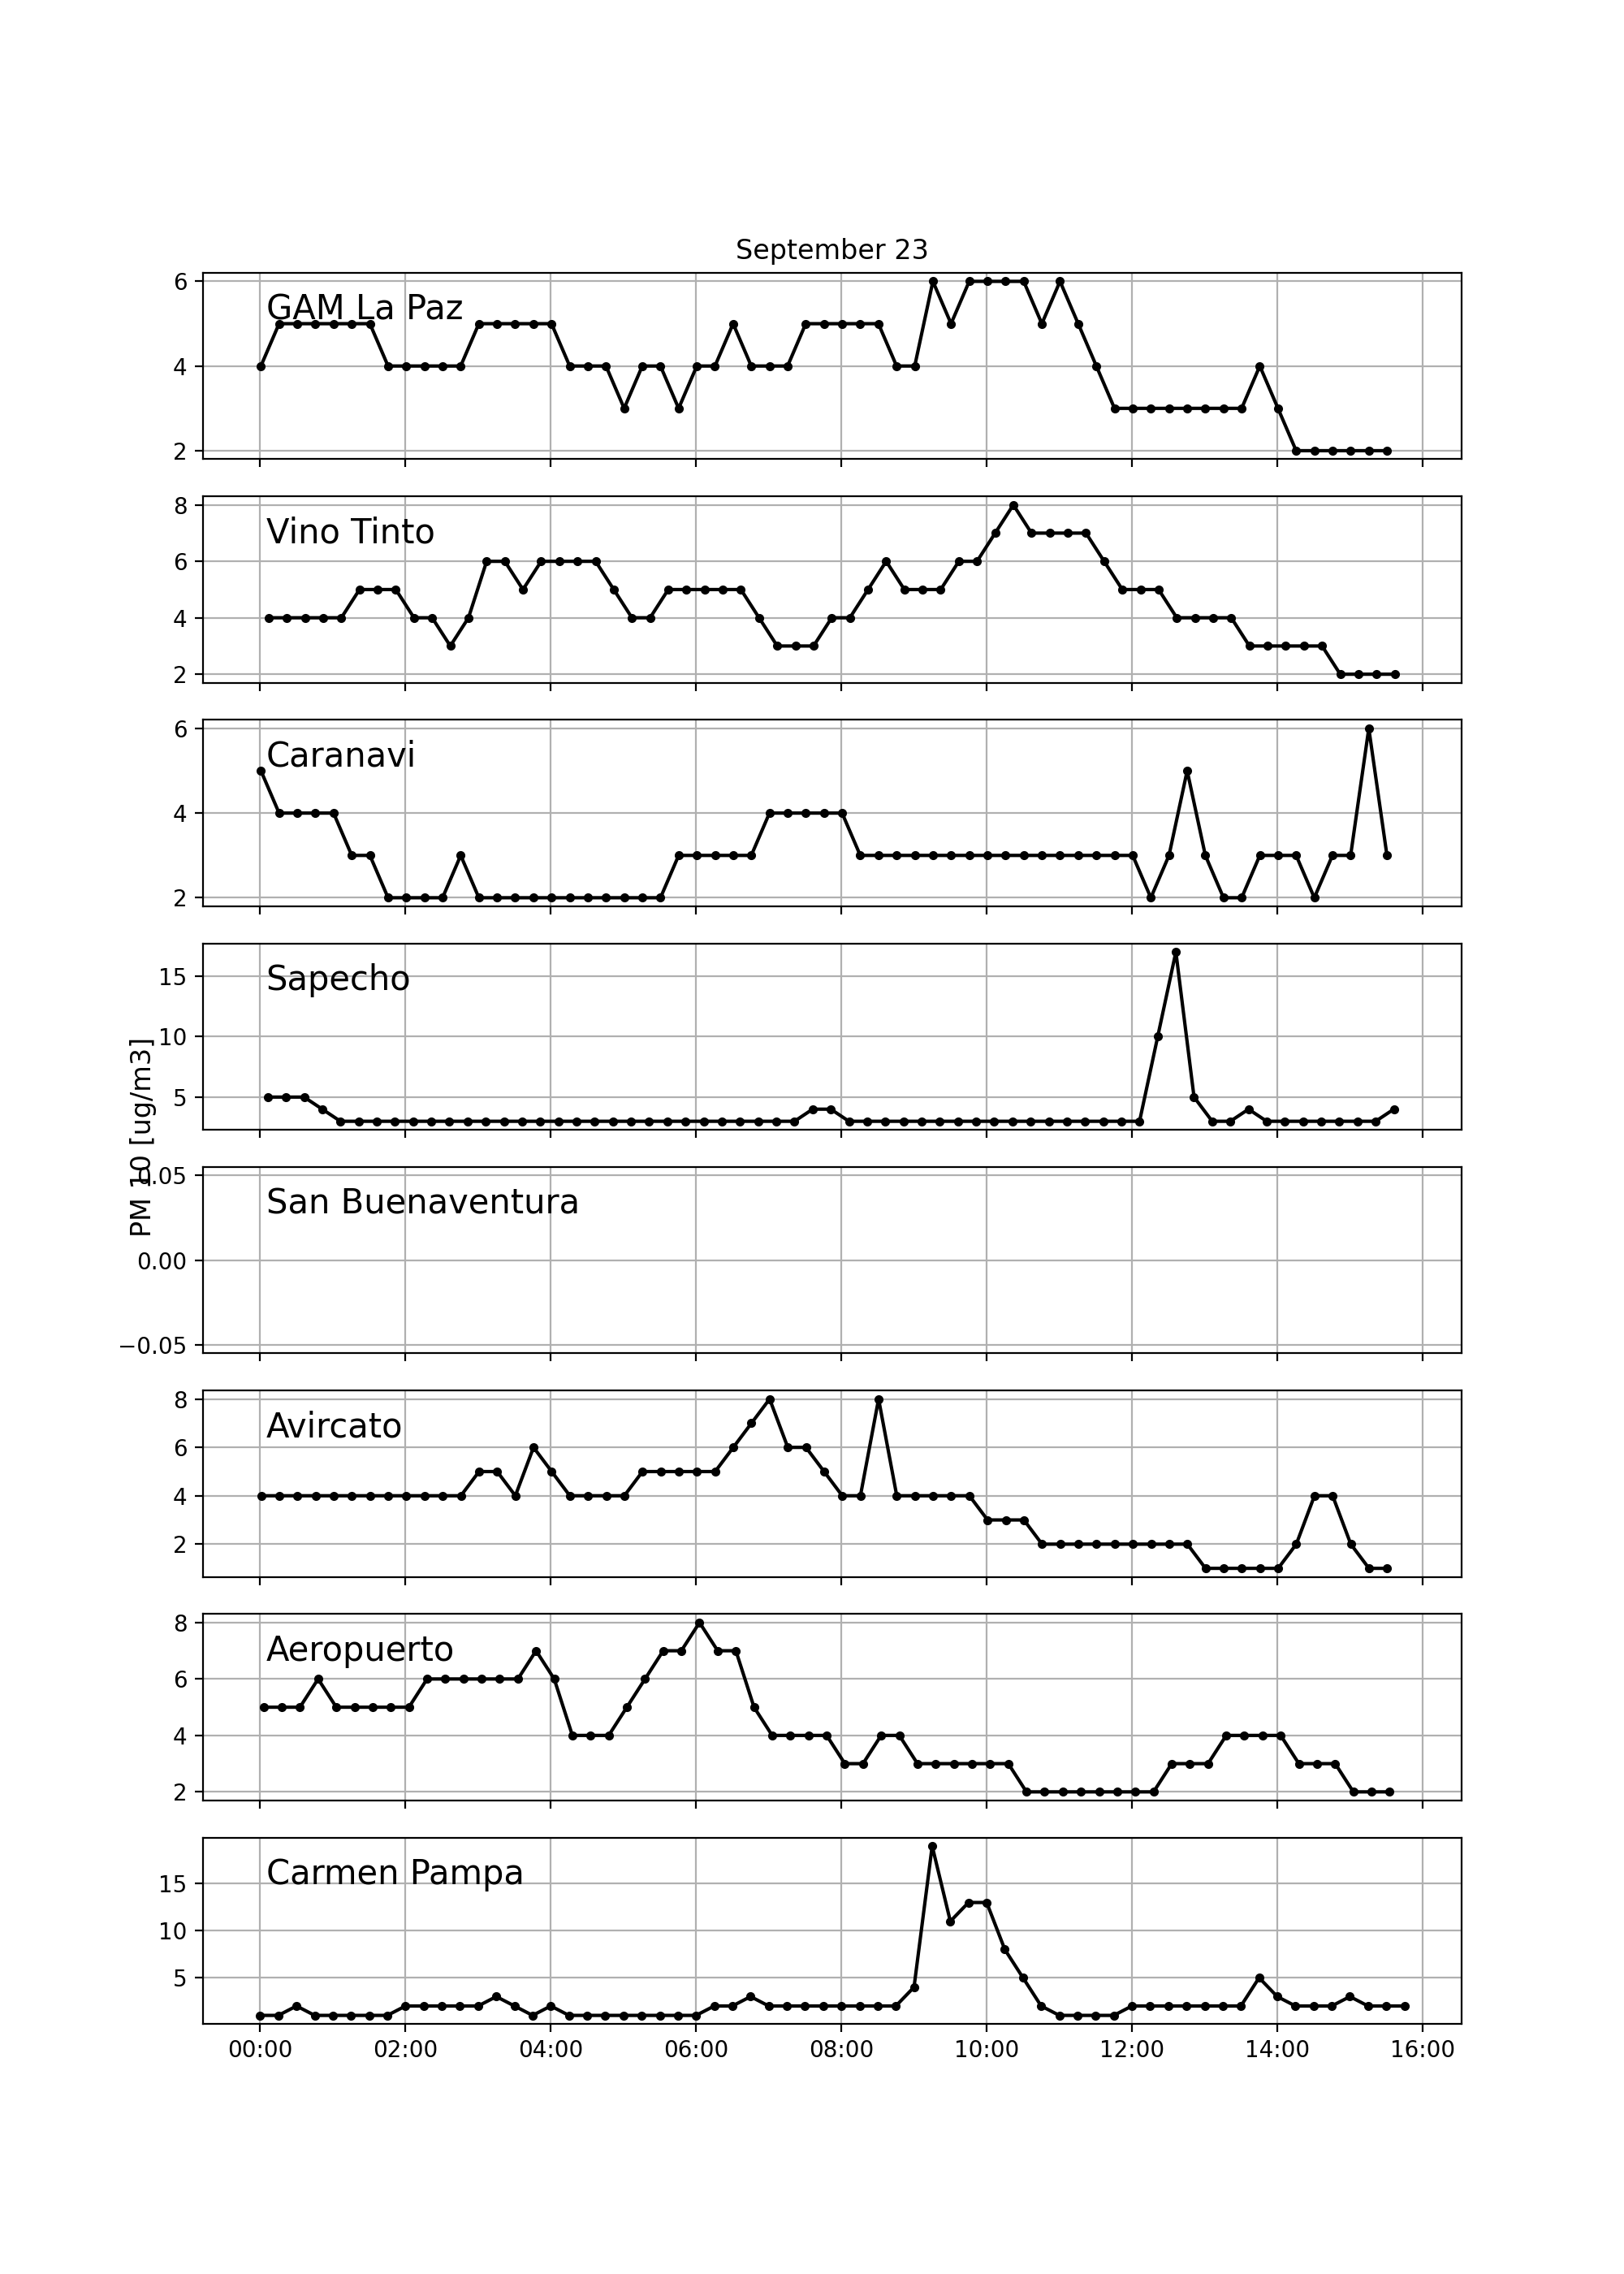 September 23
6
4
2
GAM La Paz
8
6
4
2
Vino Tinto
6
4
2
Caranavi
15
10
5
Sapecho
PM 10 [ug/m3]
0.05
0.00
−0.05
San Buenaventura
8
6
4
2
Avircato
8
6
4
2
Aeropuerto
15
10
5
Carmen Pampa
00:00 02:00 04:00 06:00 08:00 10:00 12:00 14:00 16:00